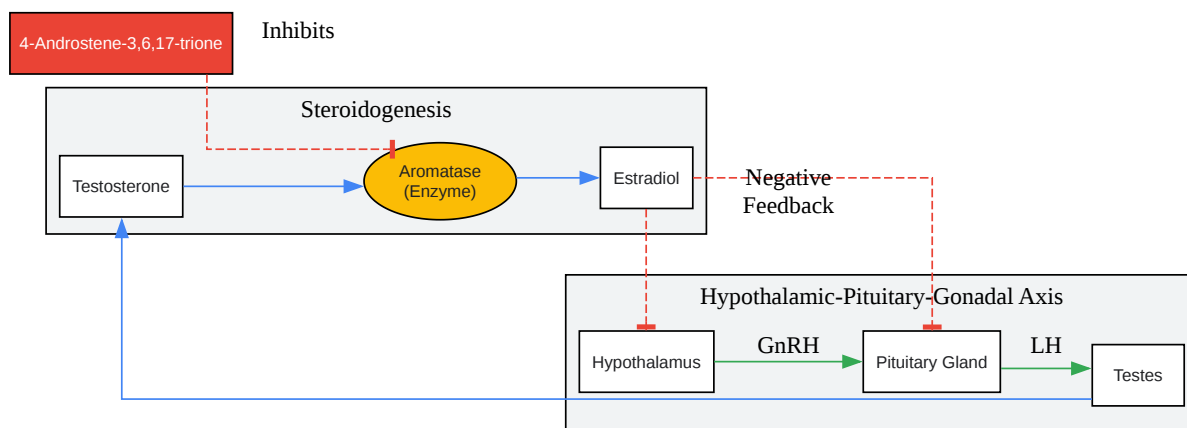 4-Androstene-3,6,17-trione
Inhibits
Steroidogenesis
Testosterone
Aromatase
(Enzyme)
Estradiol
Negative
Feedback
Hypothalamic-Pituitary-Gonadal Axis
Hypothalamus
GnRH
Pituitary Gland
LH
Testes